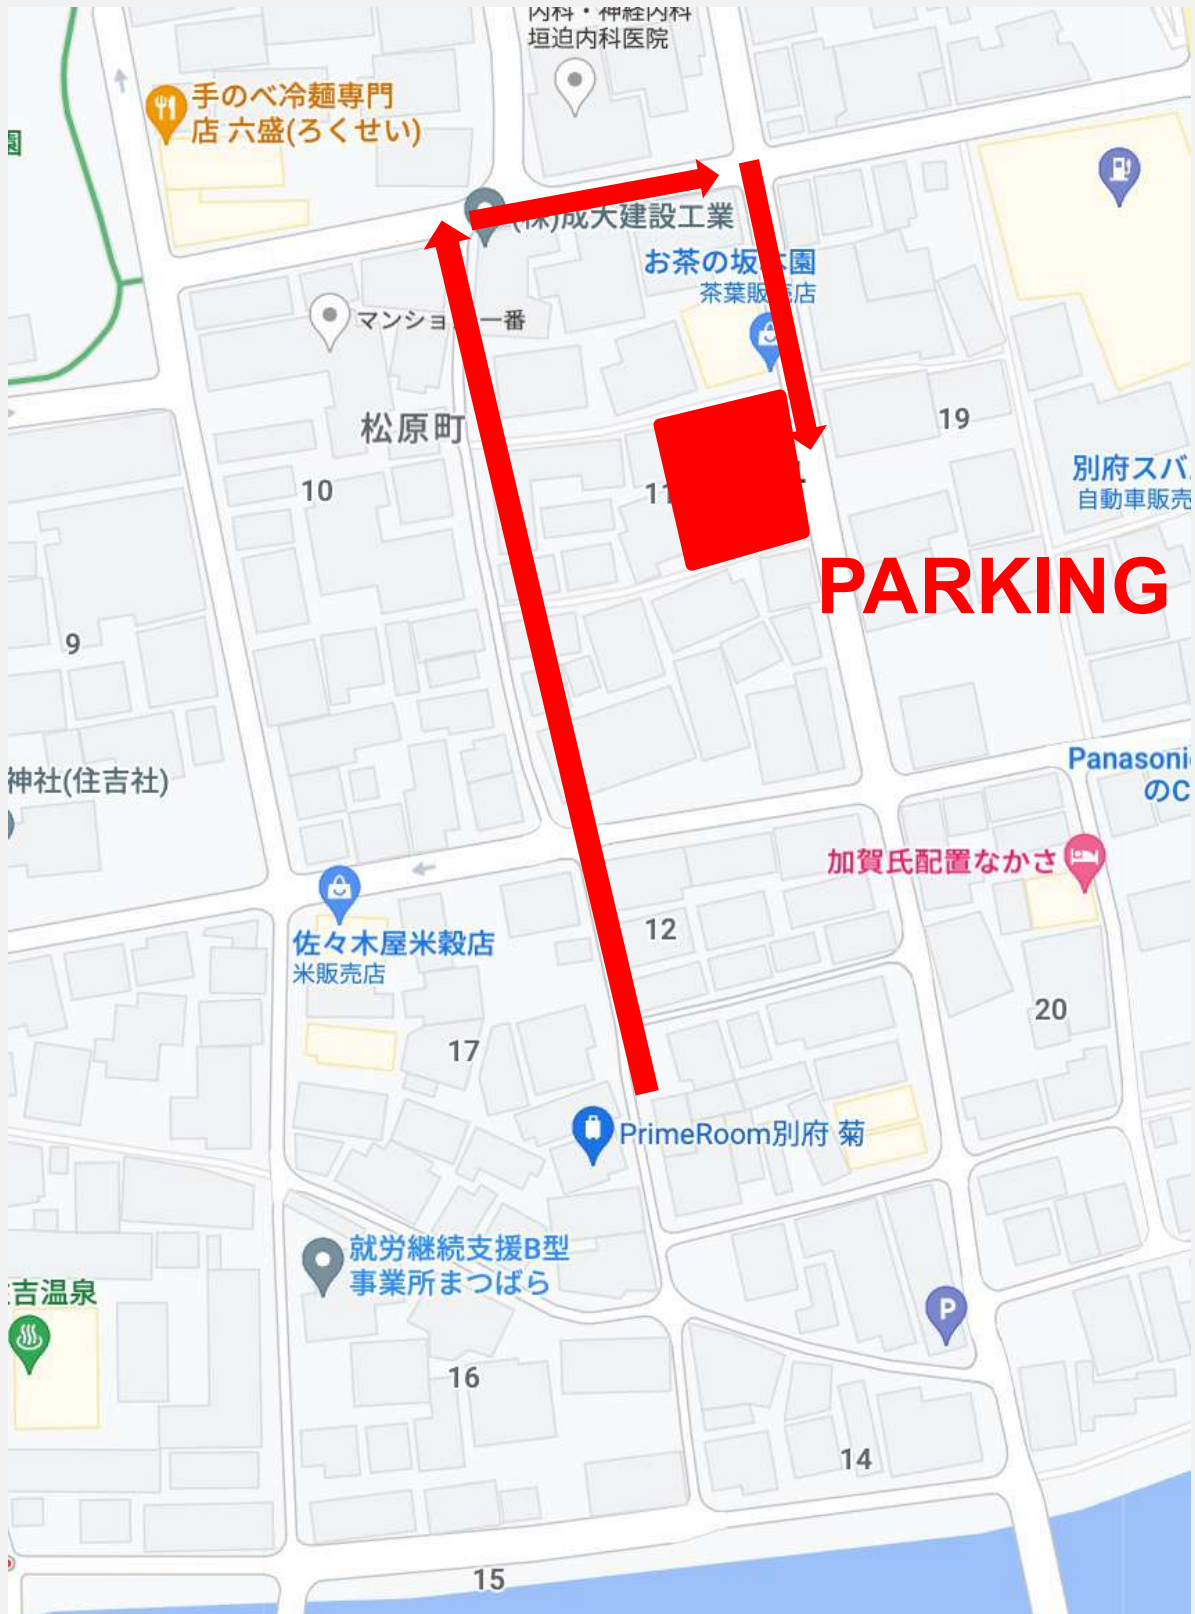 内科・神経内科
垣迫内科医院
手のべ冷麺専門
店 六盛(ろくせい)
園
(株)成大建設工業
お茶の坂本園
茶葉販売店
マンション一番
松原町
19
10
11
別府スバ
自動車販売
PARKING
9
神社(住吉社)
Panasoni
のC
加賀氏配置なかさ
佐々木屋米穀店
米販売店
12
20
17
PrimeRoom別府 菊
就労継続支援B型
事業所まつばら
吉温泉
P
16
14
15